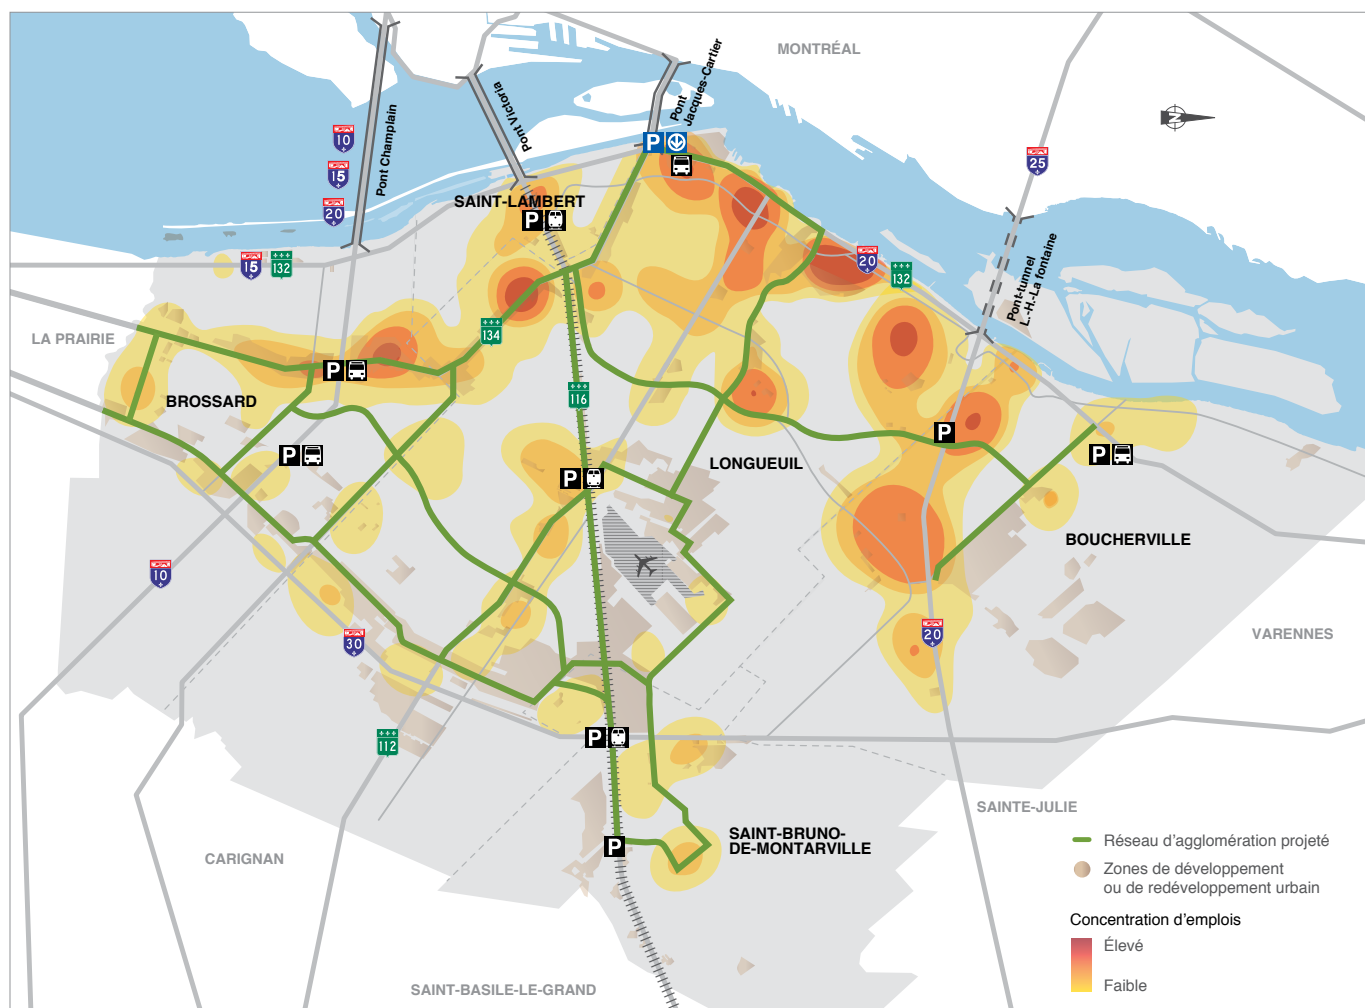 MONTRÉAL
Pont
Jacques-Cartier
Pont Victoria
Pont Champlain
10
15
20
25
P
N
SAINT-LAMBERT
P
15
132
20
132
Pont-tunnel
L.-H.-La fontaine
LA PRAIRIE
134
P
BROSSARD
116
P
P
P
LONGUEUIL
P
BOUCHERVILLE
10
30
20
VARENNES
112
P
SAINTE-JULIE
CARIGNAN
P
SAINT-BRUNO-
DE-MONTARVILLE
SAINT-BASILE-LE-GRAND
Réseau d'agglomération projeté
Zones de développement
ou de redéveloppement urbain
Concentration d'emplois
Élevé
Faible